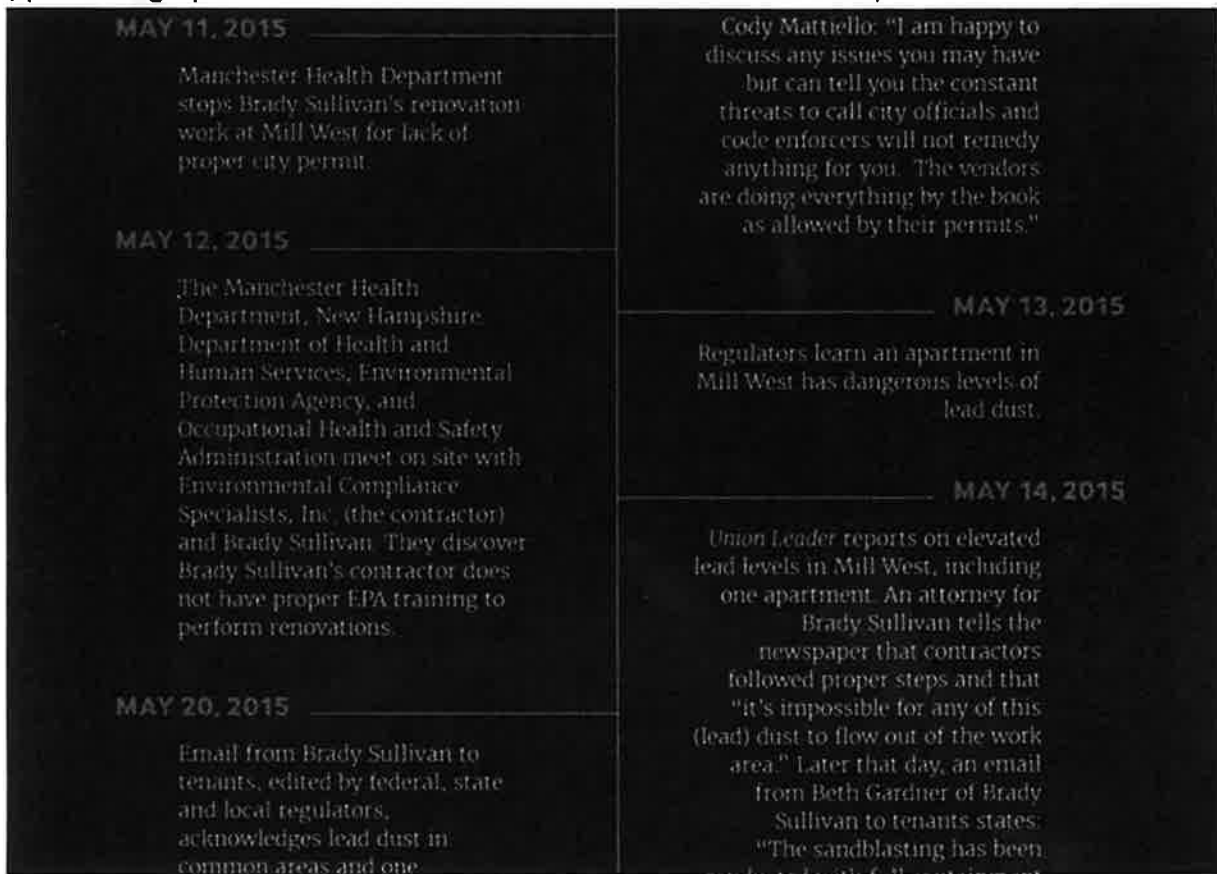 MAY 11, 2015
Manchester Health Department
stops Brady Sullivan's renovation
work at Mill West for lack of
proper city permit.
MAY 12, 2015
The Manchester Health
Department, New Hampshire
Department of Health and
Human Services, Environmental
Protection Agency, and
Occupational Health and Safety
Administration meet on site with
Environmental Compliance
Specialists, Inc. (the contractor)
and Brady Sullivan. They discover
Brady Sullivan's contractor does
not have proper EPA training to
perform renovations.
MAY 20, 2015
Email from Brady Sullivan to
tenants, edited by federal, state
and local regulators,
acknowledges lead dust in
common areas and one
Cody Mattiello: "I am happy to
discuss any issues you may have
but can tell you the constant
threats to call city officials and
code enforcers will not remedy
anything for you. The vendors
are doing everything by the book
as allowed by their permits."
MAY 13, 2015
Regulators learn an apartment in
Mill West has dangerous levels of
lead dust.
MAY 14, 2015
Union Leader reports on elevated
lead levels in Mill West, including
one apartment. An attorney for
Brady Sullivan tells the
newspaper that contractors
followed proper steps and that
"it's impossible for any of this
(lead) dust to flow out of the work
area." Later that day, an email
from Beth Gardner of Brady
Sullivan to tenants states:
"The sandblasting has been